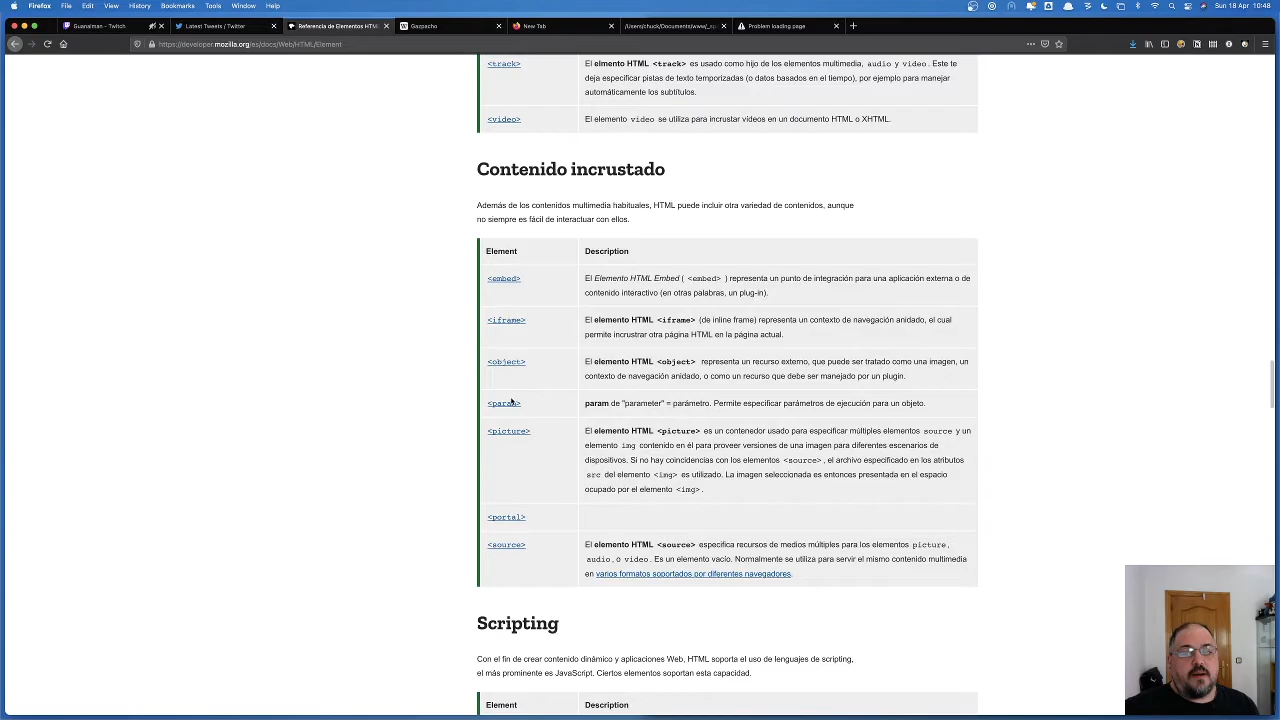 Firefox File Edit View History Bookmarks Tools Window Help
Sun 18 Apr 10:48
Guanalman - Twitch
Latest Tweets / Twitter
Referencia de Elementos HTML
Gazpacho
New Tab
Problem loading page
https://developer.mozilla.org/es/docs/Web/HTML/Element
<track> El elmento HTML <track> es usado como hijo de los elementos multimedia, audio y video. Este te
deja especificar pistas de texto temporizadas (o datos basados en el tiempo), por ejemplo para manejar
automáticamente los subtítulos.
<video> El elemento video se utiliza para incrustar vídeos en un documento HTML o XHTML.
Contenido incrustado
Además de los contenidos multimedia habituales, HTML puede incluir otra variedad de contenidos, aunque
no siempre es fácil de interactuar con ellos.
Element Description
<embed> El Elemento HTML Embed ( <embed> ) representa un punto de integración para una aplicación externa o de
contenido interactivo (en otras palabras, un plug-in).
<iframe> El elemento HTML <iframe> (de inline frame) representa un contexto de navegación anidado, el cual
permite incrustrar otra página HTML en la página actual.
<object> El elemento HTML <object> representa un recurso externo, que puede ser tratado como una imagen, un
contexto de navegación anidado, o como un recurso que debe ser manejado por un plugin.
<param> param de "parameter" = parámetro. Permite especificar parámetros de ejecución para un objeto.
<picture> El elemento HTML <picture> es un contenedor usado para especificar múltiples elementos source y un
elemento img contenido en él para proveer versiones de una imagen para diferentes escenarios de
dispositivos. Si no hay coincidencias con los elementos <source>, el archivo especificado en los atributos
src del elemento <img> es utilizado. La imagen seleccionada es entonces presentada en el espacio
ocupado por el elemento <img>.
<portal>
<source> El elemento HTML <source> especifica recursos de medios múltiples para los elementos picture,
audio, o video. Es un elemento vacío. Normalmente se utiliza para servir el mismo contenido multimedia
en varios formatos soportados por diferentes navegadores.
Scripting
Con el fin de crear contenido dinámico y aplicaciones Web, HTML soporta el uso de lenguajes de scripting,
el más prominente es JavaScript. Ciertos elementos soportan esta capacidad.
Element Description